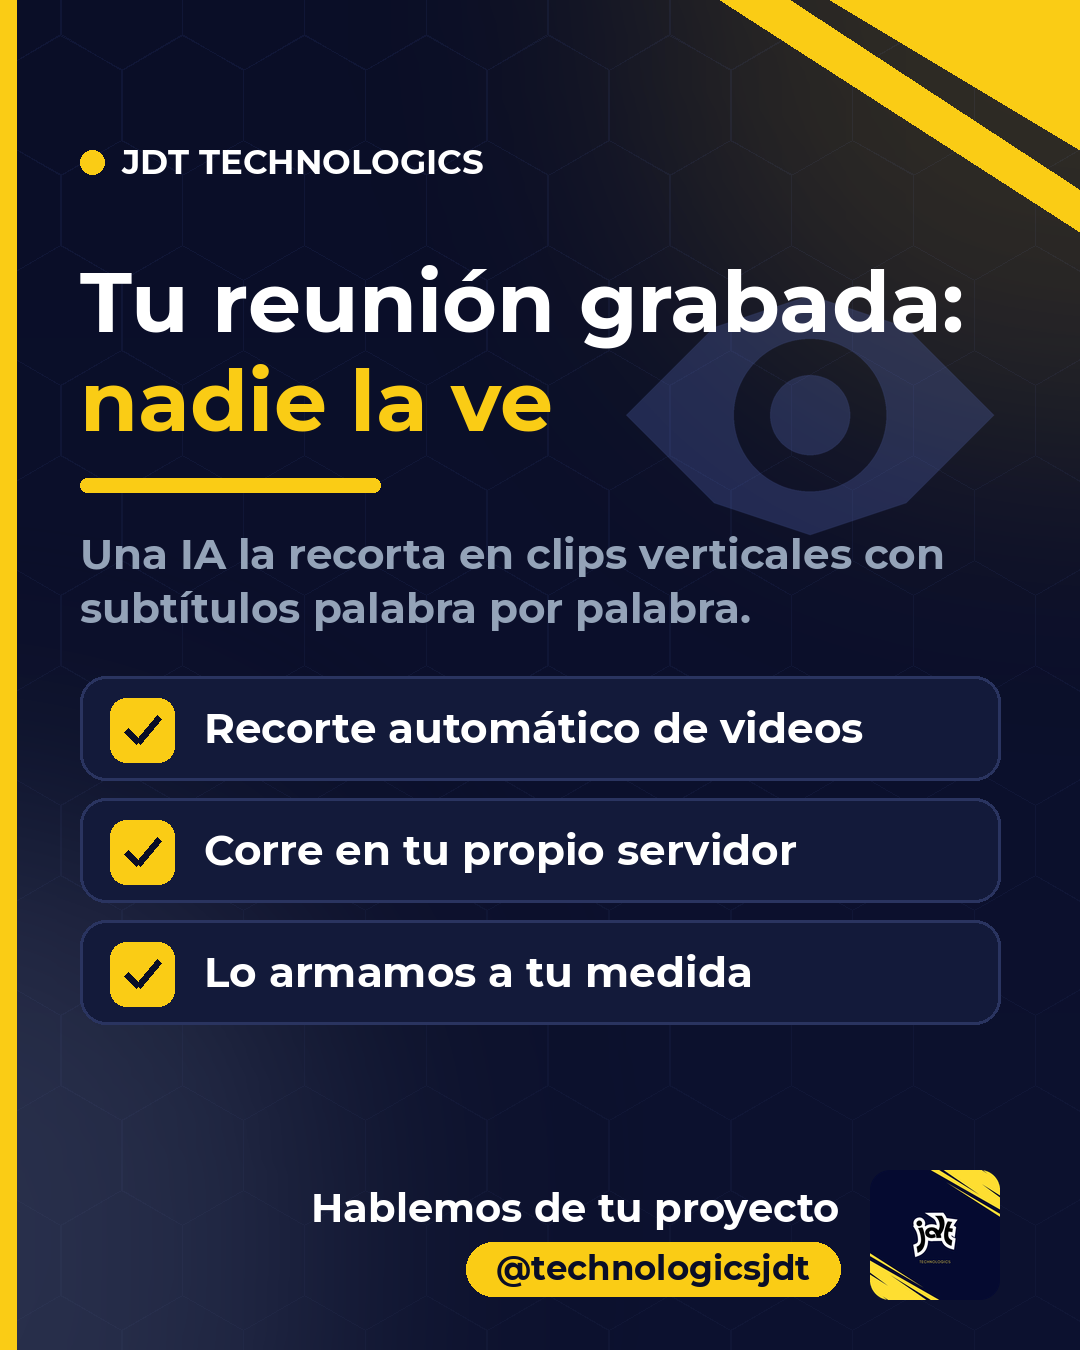 JDT TECHNOLOGICS
Tu reunión grabada:
nadie la ve
Una IA la recorta en clips verticales con
subtítulos palabra por palabra.
Recorte automático de videos
Corre en tu propio servidor
Lo armamos a tu medida
Hablemos de tu proyecto
@technologicsjdt
jdt
TECHNOLOGICS